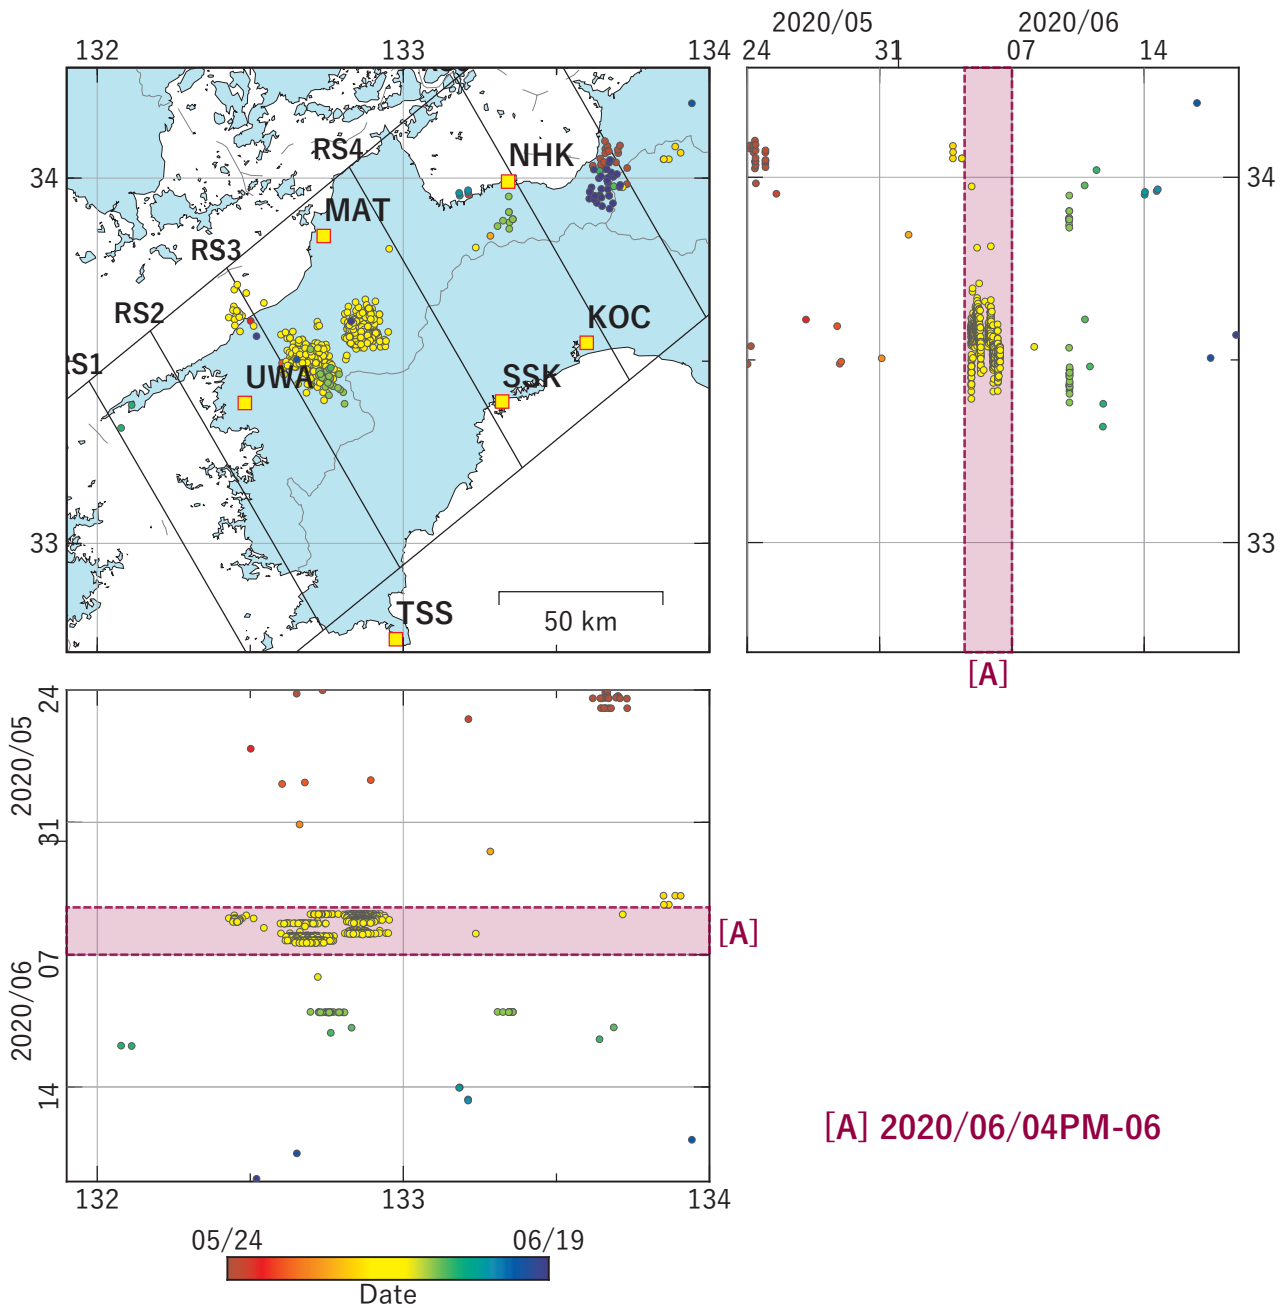 2020/05 2020/06
132 133 134 24 31 07 14
RS4 NHK
34 34
MAT
RS3
RS2 KOC
RS1 UWA SSK
33 33
50 km
TSS
[A]
24
2020/05
31
[A]
07
2020/06
14
[A] 2020/06/04PM-06
132 133 134
05/24 06/19
Date